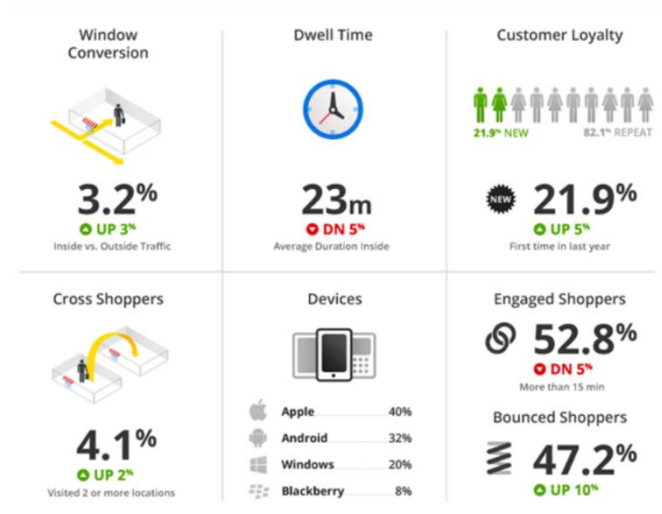 Window
Conversion
3.2%
UP 3%
Inside vs. Outside Traffic
Dwell Time
23m
DN 5%
Average Duration Inside
Customer Loyalty
21.9% NEW
82.1% REPEAT
NEW
21.9%
UP 5%
First time in last year
Cross Shoppers
4.1%
UP 2%
Visited 2 or more locations
Devices
Apple 40%
Android 32%
Windows 20%
Blackberry 8%
Engaged Shoppers
52.8%
DN 5%
More than 15 min
Bounced Shoppers
47.2%
UP 10%